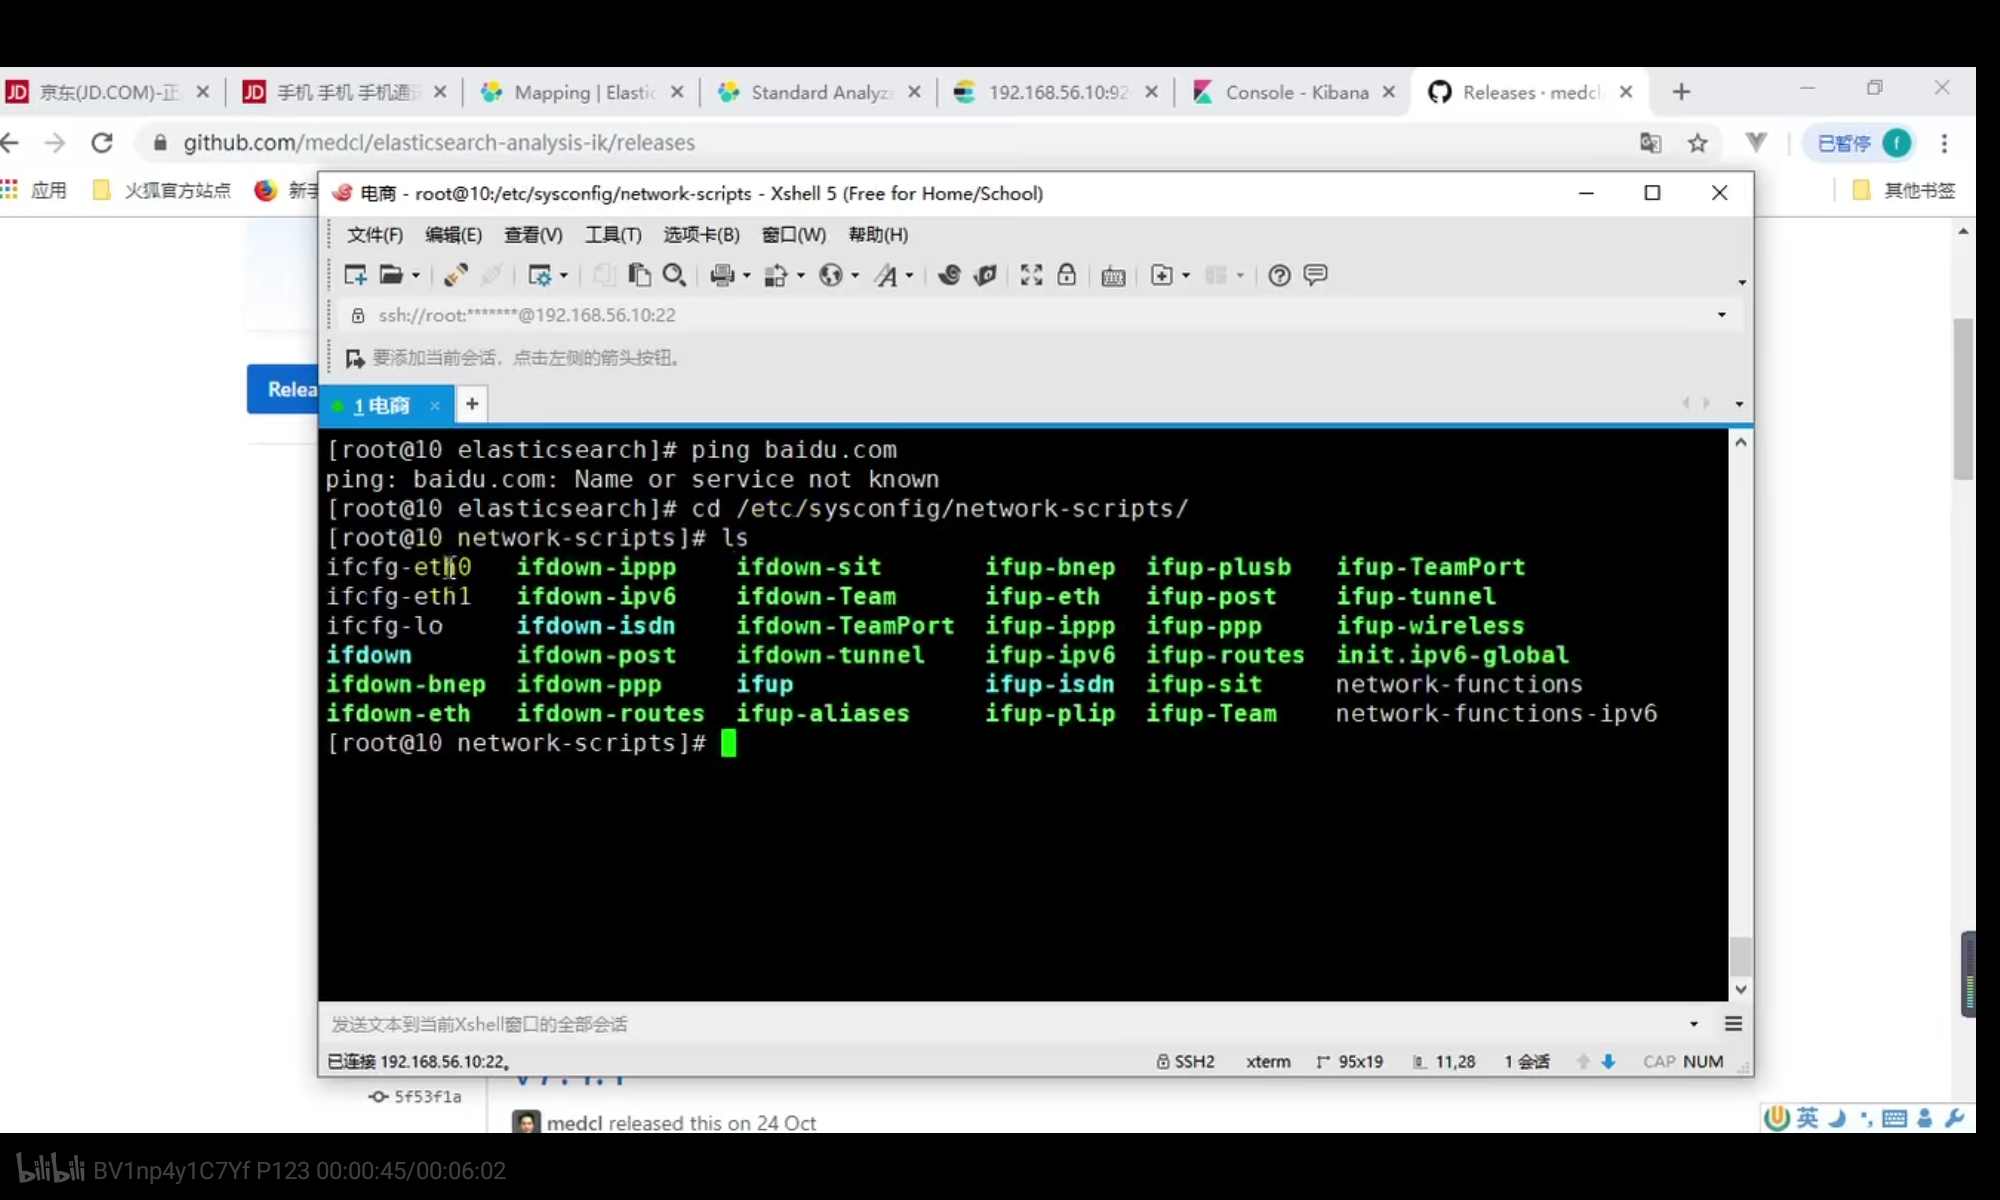 京东(JD.COM)-正
手机 手机 手机通
Mapping | Elastic
Standard Analyz
192.168.56.10:92
Console - Kibana
Releases · medcl
github.com/medcl/elasticsearch-analysis-ik/releases
已暂停
f
应用
火狐官方站点
新手
其他书签
电商 - root@10:/etc/sysconfig/network-scripts - Xshell 5 (Free for Home/School)
文件(F) 编辑(E) 查看(V) 工具(T) 选项卡(B) 窗口(W) 帮助(H)
ssh://root:*******@192.168.56.10:22
要添加当前会话，点击左侧的箭头按钮。
Relea
1 电商
[root@10 elasticsearch]# ping baidu.com
ping: baidu.com: Name or service not known
[root@10 elasticsearch]# cd /etc/sysconfig/network-scripts/
[root@10 network-scripts]# ls
ifcfg-eth0 ifdown-ippp ifdown-sit ifup-bnep ifup-plusb ifup-TeamPort
ifcfg-eth1 ifdown-ipv6 ifdown-Team ifup-eth ifup-post ifup-tunnel
ifcfg-lo ifdown-isdn ifdown-TeamPort ifup-ippp ifup-ppp ifup-wireless
ifdown ifdown-post ifdown-tunnel ifup-ipv6 ifup-routes init.ipv6-global
ifdown-bnep ifdown-ppp ifup ifup-isdn ifup-sit network-functions
ifdown-eth ifdown-routes ifup-aliases ifup-plip ifup-Team network-functions-ipv6
[root@10 network-scripts]#
发送文本到当前Xshell窗口的全部会话
已连接 192.168.56.10:22。 SSH2 xterm 95x19 11,28 1 会话 CAP NUM
5f53f1a
medcl released this on 24 Oct
英
bilibili BV1np4y1C7Yf P123 00:00:45/00:06:02